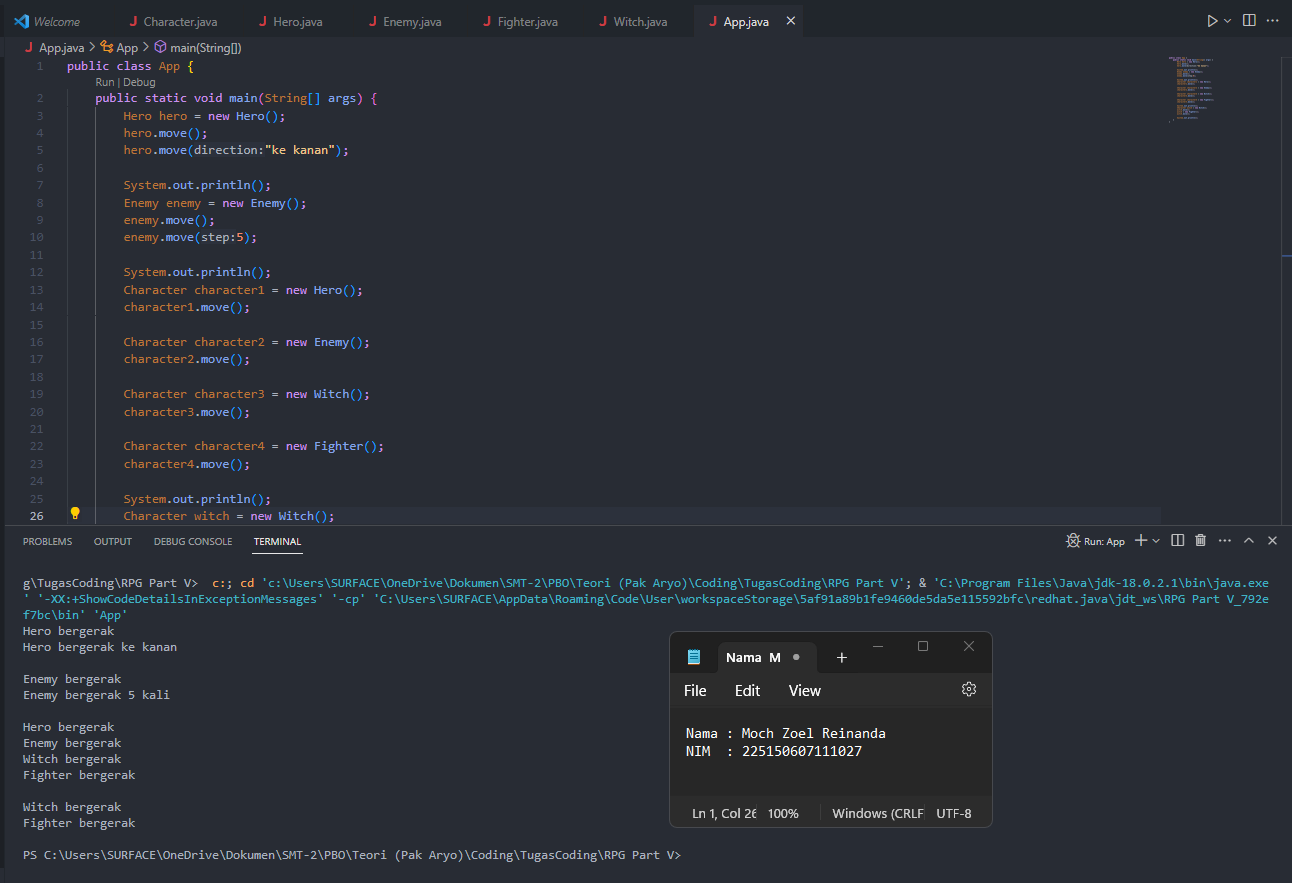 Welcome
J Character.java
J Hero.java
J Enemy.java
J Fighter.java
J Witch.java
J App.java
J App.java > App > main(String[])
1 public class App {
Run | Debug
2 public static void main(String[] args) {
3 Hero hero = new Hero();
4 hero.move();
5 hero.move(direction:"ke kanan");
6
7 System.out.println();
8 Enemy enemy = new Enemy();
9 enemy.move();
10 enemy.move(step:5);
11
12 System.out.println();
13 Character character1 = new Hero();
14 character1.move();
15
16 Character character2 = new Enemy();
17 character2.move();
18
19 Character character3 = new Witch();
20 character3.move();
21
22 Character character4 = new Fighter();
23 character4.move();
24
25 System.out.println();
26 Character witch = new Witch();
PROBLEMS OUTPUT DEBUG CONSOLE TERMINAL
Run: App
g\TugasCoding\RPG Part V> c:; cd 'c:\Users\SURFACE\OneDrive\Dokumen\SMT-2\PBO\Teori (Pak Aryo)\Coding\TugasCoding\RPG Part V'; & 'C:\Program Files\Java\jdk-18.0.2.1\bin\java.exe
' '-XX:+ShowCodeDetailsInExceptionMessages' '-cp' 'C:\Users\SURFACE\AppData\Roaming\Code\User\workspaceStorage\5af91a89b1fe9460de5da5e115592bfc\redhat.java\jdt_ws\RPG Part V_792e
f7bc\bin' 'App'
Hero bergerak
Hero bergerak ke kanan
Enemy bergerak
Enemy bergerak 5 kali
Hero bergerak
Enemy bergerak
Witch bergerak
Fighter bergerak
Witch bergerak
Fighter bergerak
PS C:\Users\SURFACE\OneDrive\Dokumen\SMT-2\PBO\Teori (Pak Aryo)\Coding\TugasCoding\RPG Part V>
Nama M
File Edit View
Nama : Moch Zoel Reinanda
NIM : 225150607111027
Ln 1, Col 26 100% Windows (CRLF UTF-8